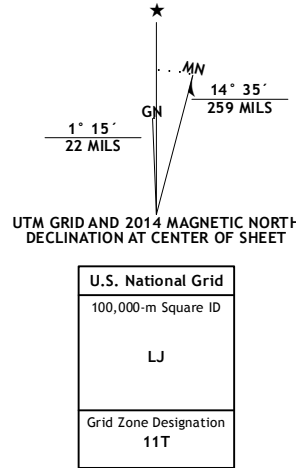 ★
MN
GN
14° 35´
259 MILS
1° 15´
22 MILS
UTM GRID AND 2014 MAGNETIC NORTH
DECLINATION AT CENTER OF SHEET
U.S. National Grid
100,000-m Square ID
LJ
Grid Zone Designation
11T